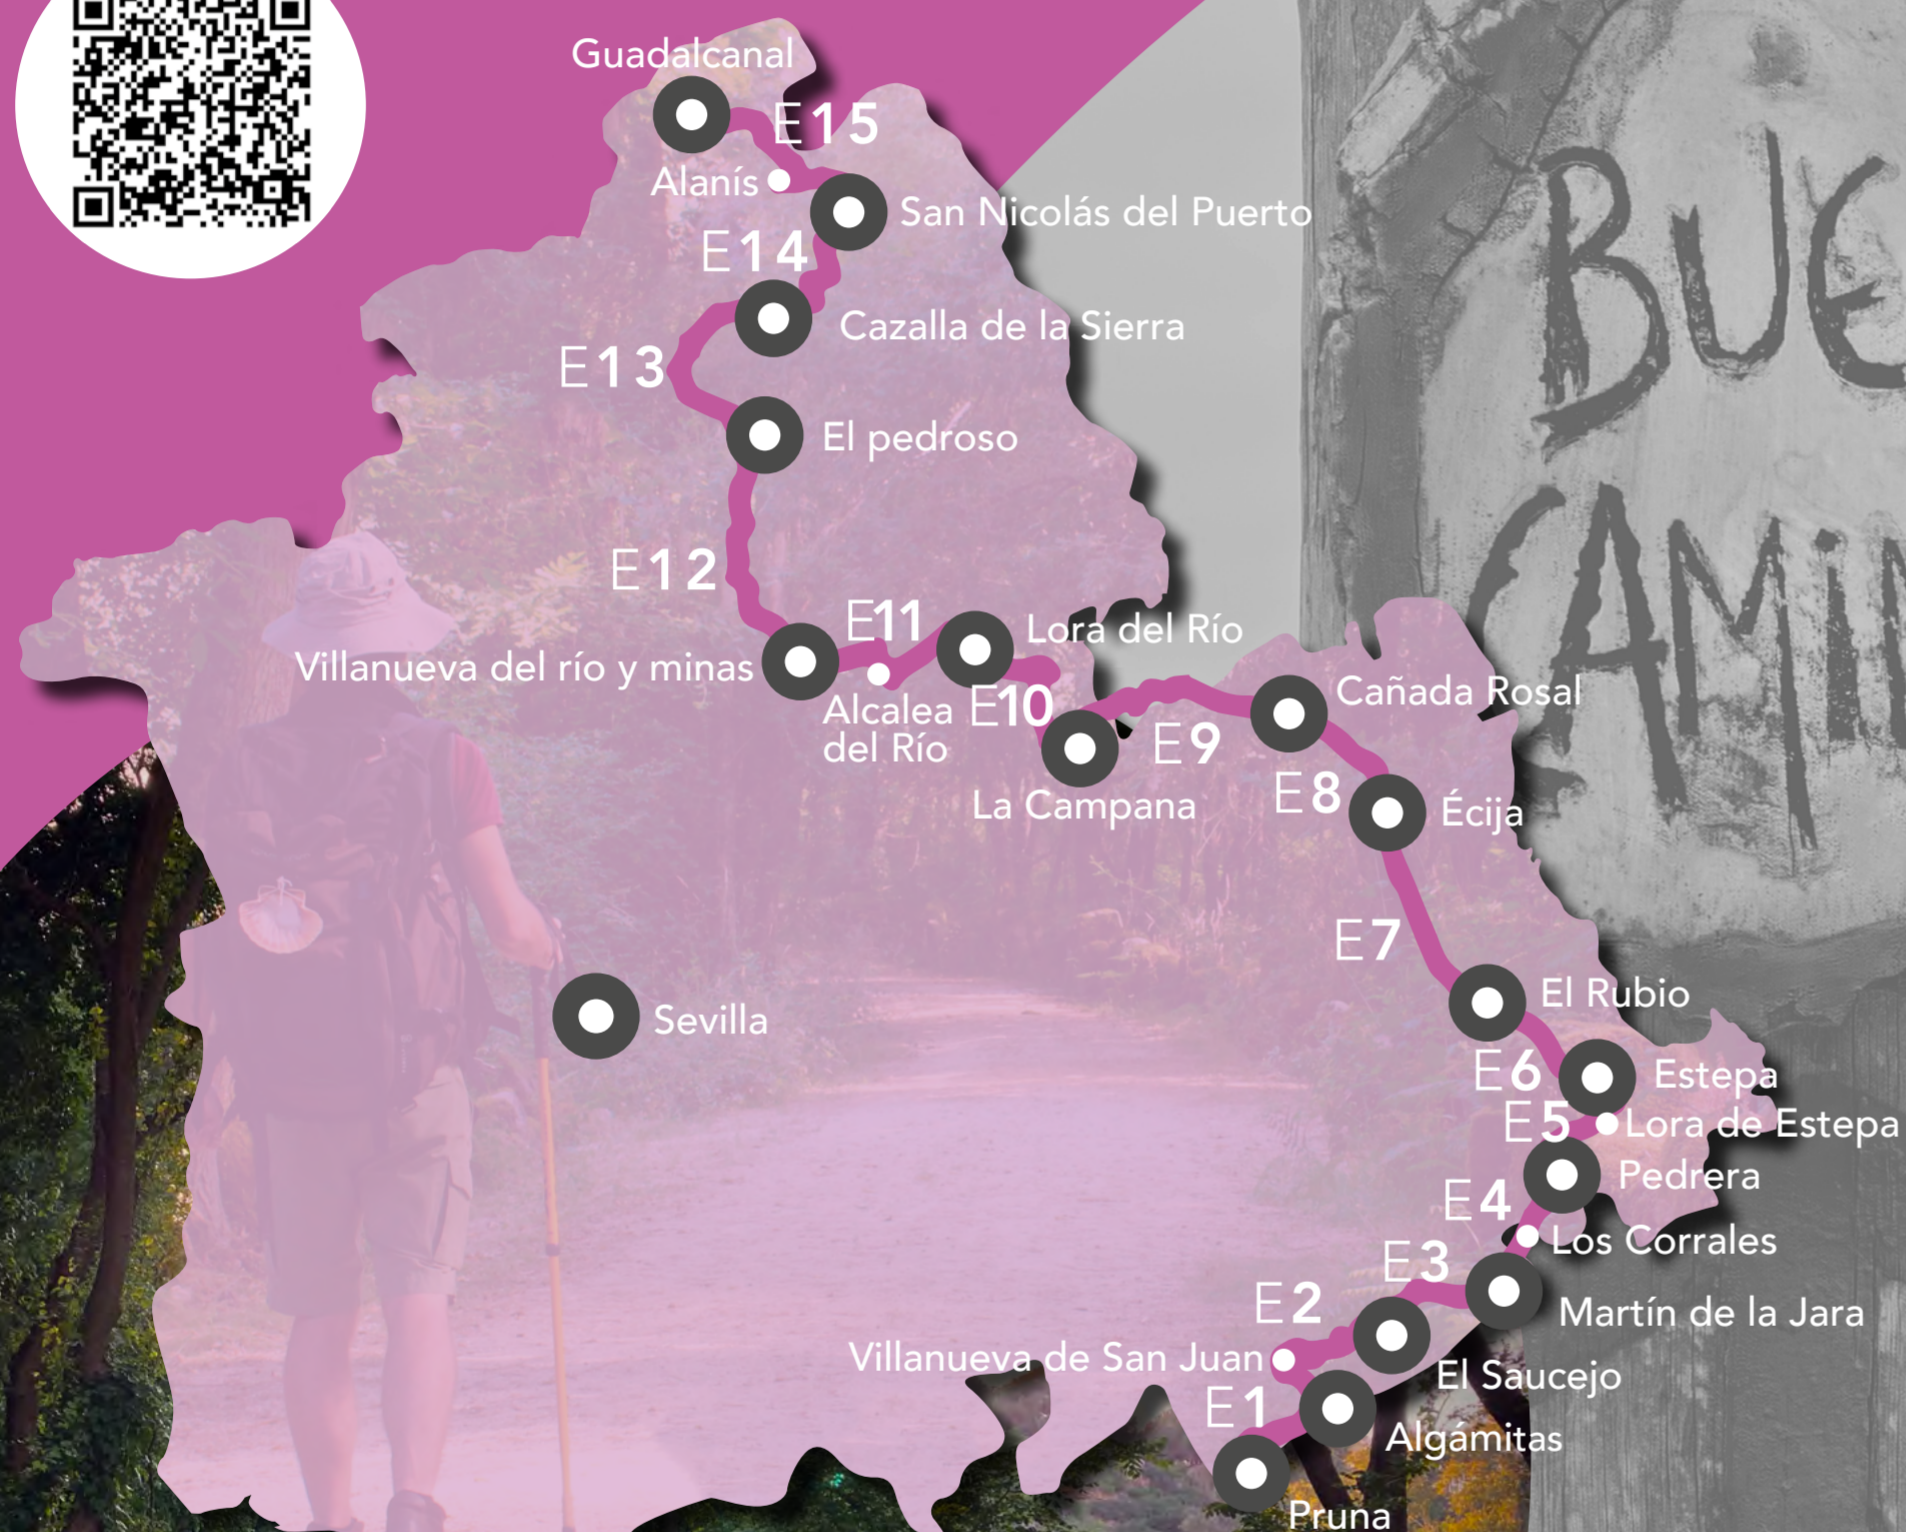 Guadalcanal
E15
Alanís
San Nicolás del Puerto
E14
Cazalla de la Sierra
E13
El pedroso
E12
E11
Lora del Río
Villanueva del río y minas
Alcalea
del Río
E10
Cañada Rosal
E9
La Campana
E8
Écija
E7
El Rubio
Sevilla
E6
Estepa
E5
Lora de Estepa
Pedrera
E4
Los Corrales
E3
E2
Martín de la Jara
Villanueva de San Juan
El Saucejo
E1
Algámitas
Pruna
BUE
CAMIN